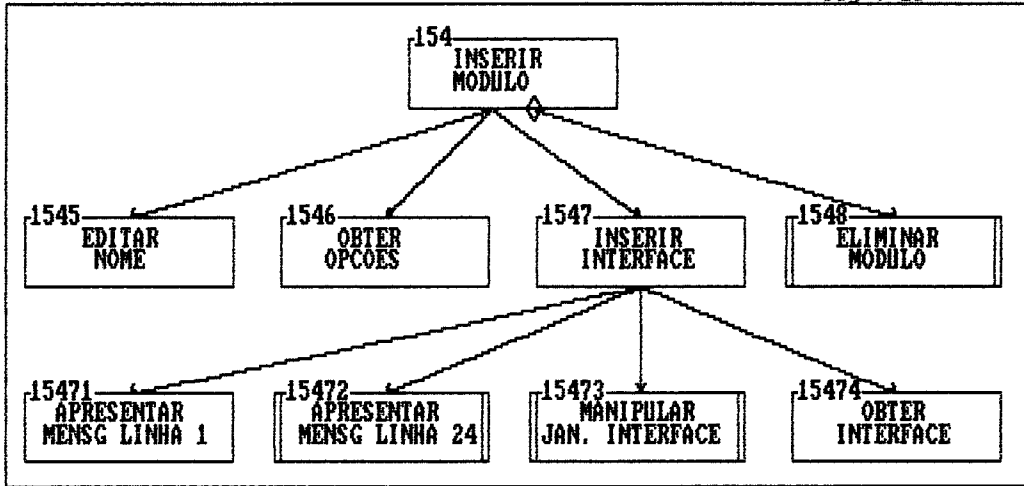 154
INSERIR
MODULO
1545
EDITAR
NOME
1546
OBTER
OPCOES
1547
INSERIR
INTERFACE
1548
ELIMINAR
MODULO
15471
APRESENTAR
MENSG LINHA 1
15472
APRESENTAR
MENSG LINHA 24
15473
MANIPULAR
JAN. INTERFACE
15474
OBTER
INTERFACE